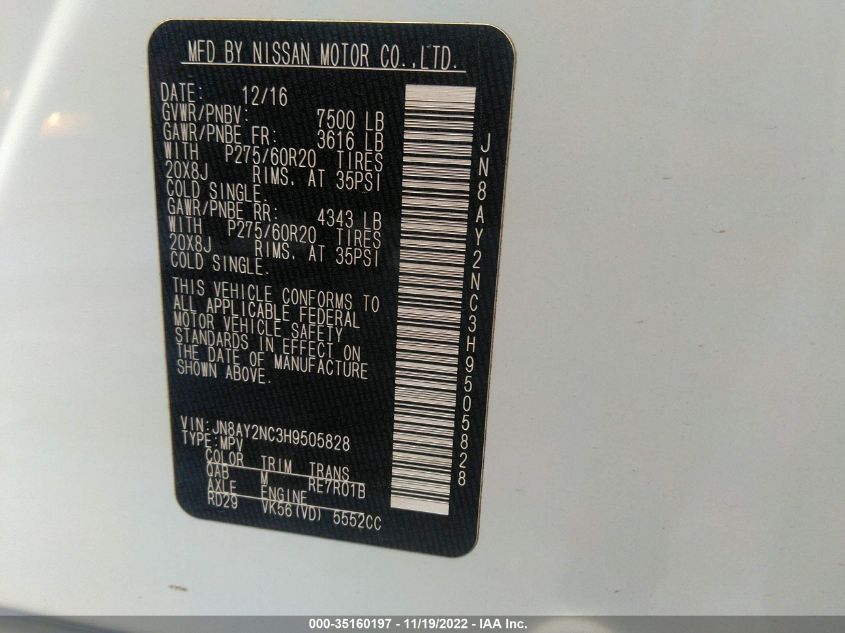 MFD BY NISSAN MOTOR CO.,LTD.
DATE: 12/16
GVWR/PNBV: 7500 LB
GAWR/PNBE FR: 3616 LB
WITH P275/60R20 TIRES
20X8J RIMS. AT 35PSI
COLD SINGLE.
GAWR/PNBE RR: 4343 LB
WITH P275/60R20 TIRES
20X8J RIMS. AT 35PSI
COLD SINGLE.
THIS VEHICLE CONFORMS TO
ALL APPLICABLE FEDERAL
MOTOR VEHICLE SAFETY
STANDARDS IN EFFECT ON
THE DATE OF MANUFACTURE
SHOWN ABOVE.
VIN:JN8AY2NC3H9505828
TYPE:MPV
COLOR TRIM TRANS
QAB M RE7R01B
AXLE ENGINE
RD29 VK56(VD) 5552CC
JN8AY2NC3H9505828
000-35160197 - 11/19/2022 - IAA Inc.